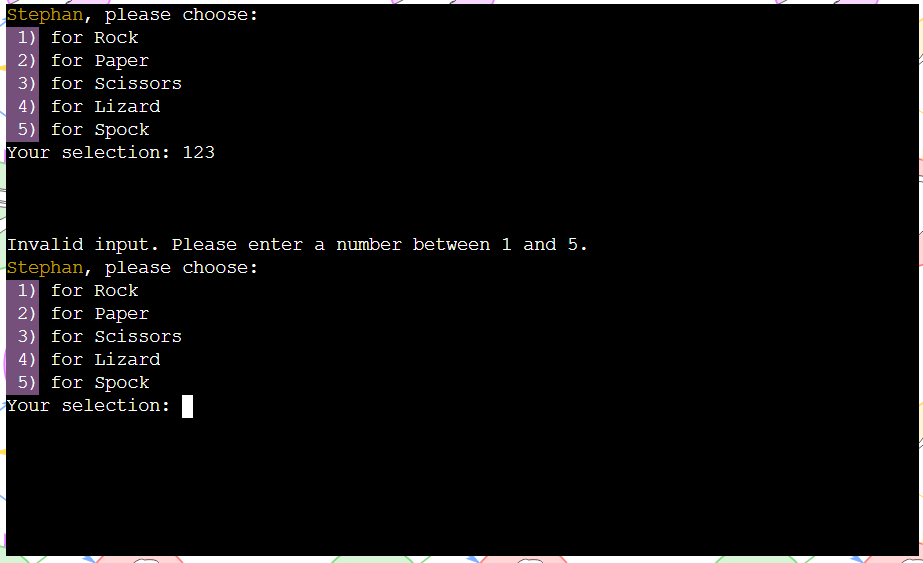 Stephan, please choose:
1) for Rock
2) for Paper
3) for Scissors
4) for Lizard
5) for Spock
Your selection: 123
Invalid input. Please enter a number between 1 and 5.
Stephan, please choose:
1) for Rock
2) for Paper
3) for Scissors
4) for Lizard
5) for Spock
Your selection: